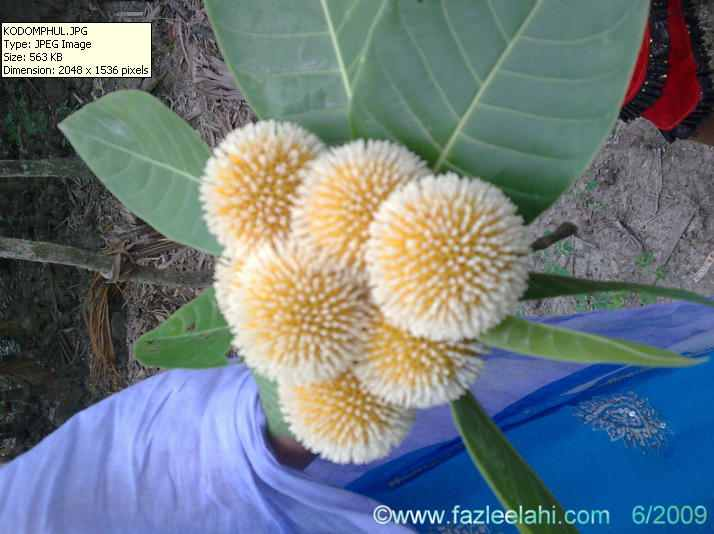 KODOMPHUL.JPG
Type: JPEG Image
Size: 563 KB
Dimension: 2048 x 1536 pixels
©www.fazleelahi.com 6/2009